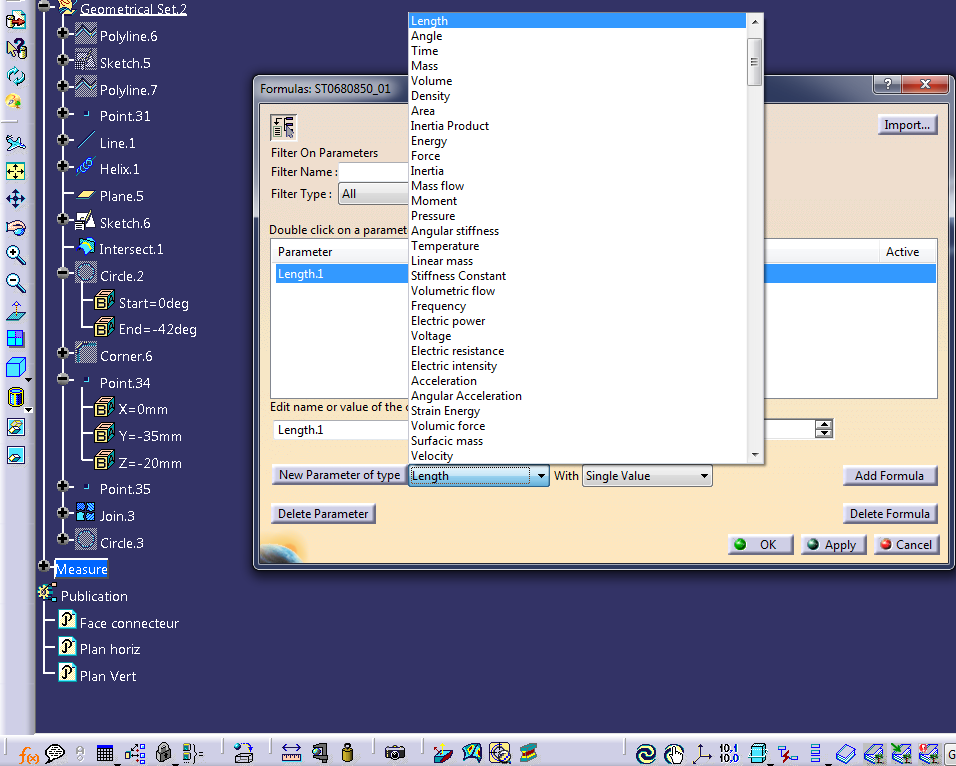 Geometrical Set.2
Polyline.6
Sketch.5
Polyline.7
Point.31
Line.1
Helix.1
Plane.5
Sketch.6
Intersect.1
Circle.2
Start=0deg
End=-42deg
Corner.6
Point.34
X=0mm
Y=-35mm
Z=-20mm
Point.35
Join.3
Circle.3
Measure
Publication
Face connecteur
Plan horiz
Plan Vert
Formulas: ST0680850_01
Import...
Filter On Parameters
Filter Name :
Filter Type : All
Double click on a paramet
Parameter
Active
Length.1
Edit name or value of the c
Length.1
New Parameter of type
Length
With
Single Value
Add Formula
Delete Parameter
Delete Formula
OK
Apply
Cancel
Length
Angle
Time
Mass
Volume
Density
Area
Inertia Product
Energy
Force
Inertia
Mass flow
Moment
Pressure
Angular stiffness
Temperature
Linear mass
Stiffness Constant
Volumetric flow
Frequency
Electric power
Voltage
Electric resistance
Electric intensity
Acceleration
Angular Acceleration
Strain Energy
Volumic force
Surfacic mass
Velocity
f(x)
10,1
10,0
G